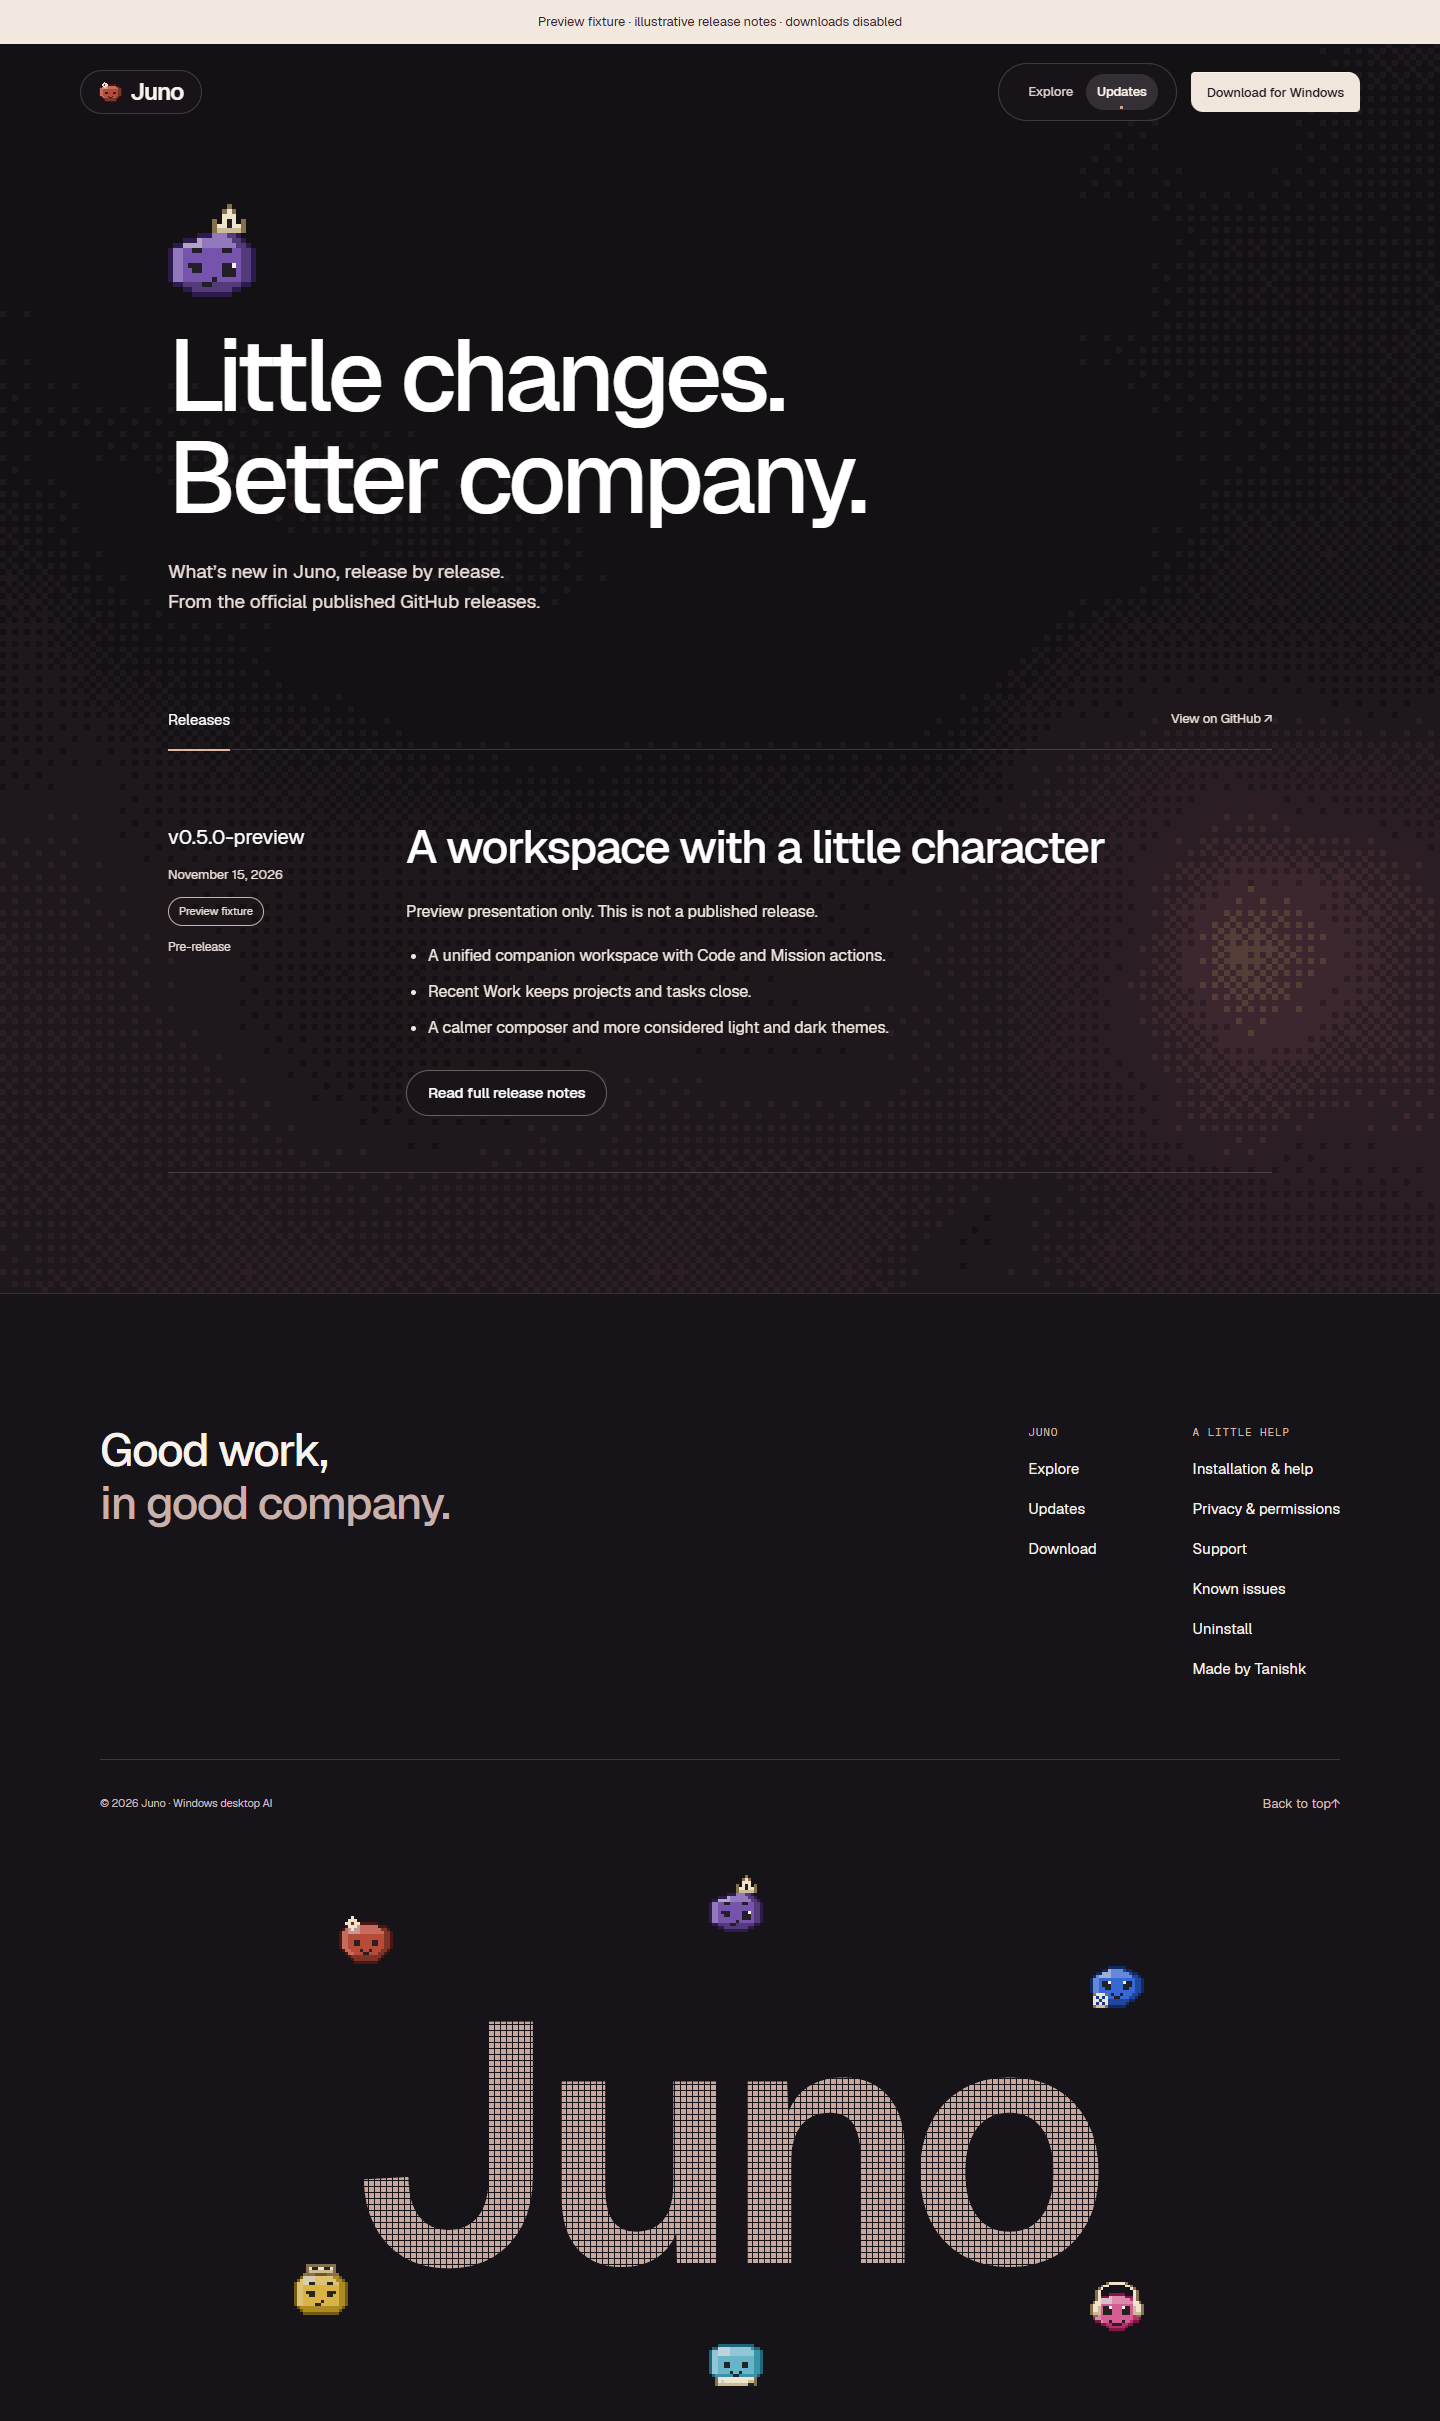 Preview fixture · illustrative release notes · downloads disabled
Juno
Explore
Updates
Download for Windows
Little changes.
Better company.
What’s new in Juno, release by release.
From the official published GitHub releases.
Releases
View on GitHub ↗
v0.5.0-preview
November 15, 2026
Preview fixture
Pre-release
A workspace with a little character
Preview presentation only. This is not a published release.
• A unified companion workspace with Code and Mission actions.
• Recent Work keeps projects and tasks close.
• A calmer composer and more considered light and dark themes.
Read full release notes
Good work,
in good company.
JUNO
Explore
Updates
Download
A LITTLE HELP
Installation & help
Privacy & permissions
Support
Known issues
Uninstall
Made by Tanishk
© 2026 Juno · Windows desktop AI
Back to top↑
Juno